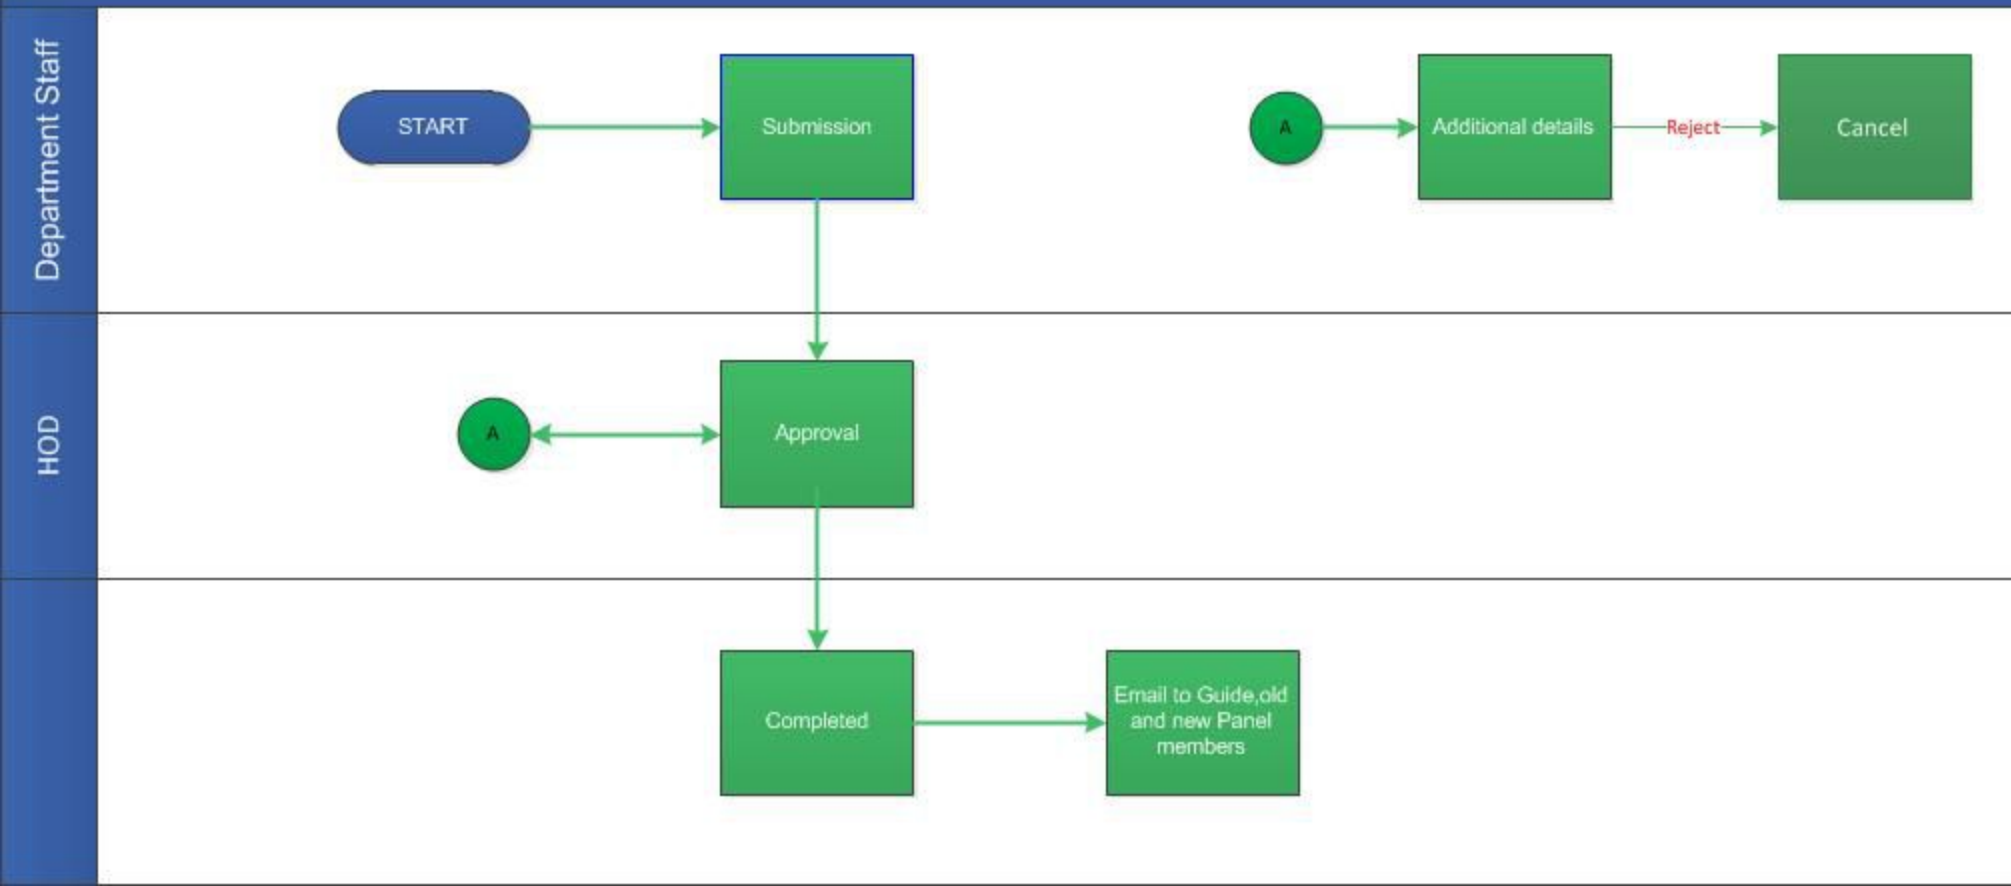 Department Staff
START
Submission
A
Additional details
Reject
Cancel
HOD
A
Approval
Completed
Email to Guide,old
and new Panel
members